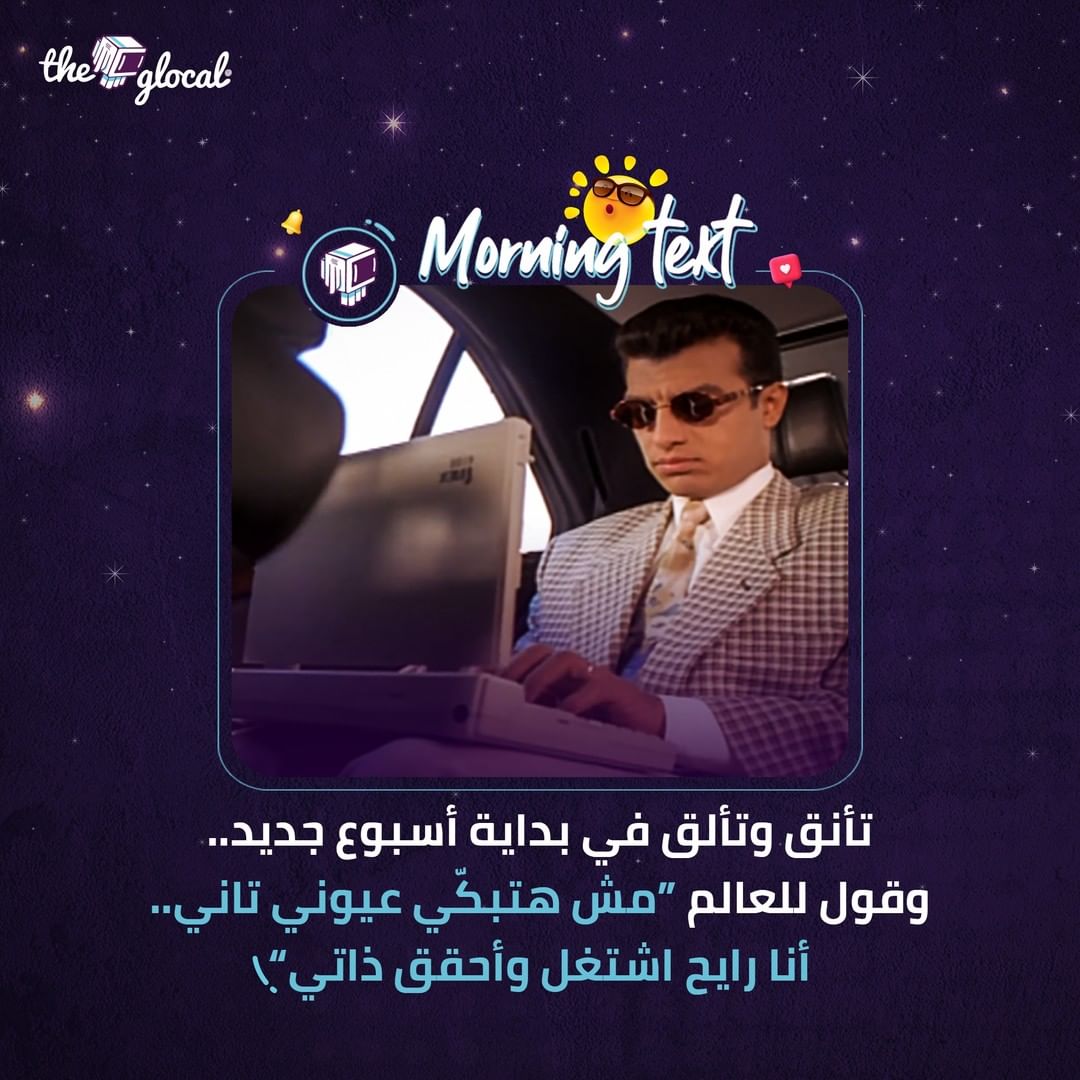 the glocal
Morning text
تأنق وتألق في بداية أسبوع جديد..
وقول للعالم "مش هتبكّي عيوني تاني..
أنا رايح اشتغل وأحقق ذاتي"!